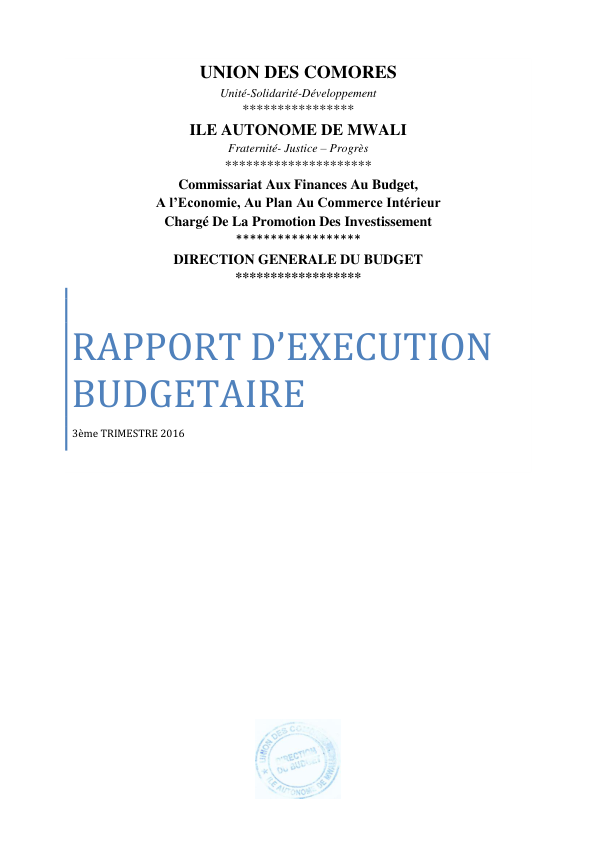 UNION DES COMORES
Unité-Solidarité-Développement
****************
ILE AUTONOME DE MWALI
Fraternité- Justice – Progrès
*********************
Commissariat Aux Finances Au Budget,
A l’Economie, Au Plan Au Commerce Intérieur
Chargé De La Promotion Des Investissement
******************
DIRECTION GENERALE DU BUDGET
******************
RAPPORT D’EXECUTION
BUDGETAIRE
3ème TRIMESTRE 2016
UNION DES COMORES
DIRECTION
DU BUDGET
ILE AUTONOME DE MWALI